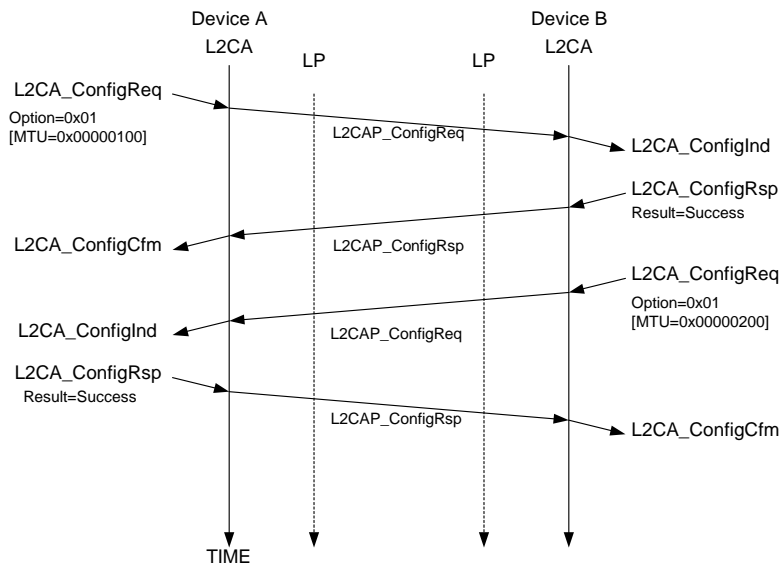 Device A
Device B
L2CA
LP
LP
L2CA
L2CA_ConfigReq
Option=0x01
[MTU=0x00000100]
L2CAP_ConfigReq
L2CA_ConfigInd
L2CA_ConfigRsp
Result=Success
L2CA_ConfigCfm
L2CAP_ConfigRsp
L2CA_ConfigReq
Option=0x01
[MTU=0x00000200]
L2CA_ConfigInd
L2CAP_ConfigReq
L2CA_ConfigRsp
Result=Success
L2CAP_ConfigRsp
L2CA_ConfigCfm
TIME